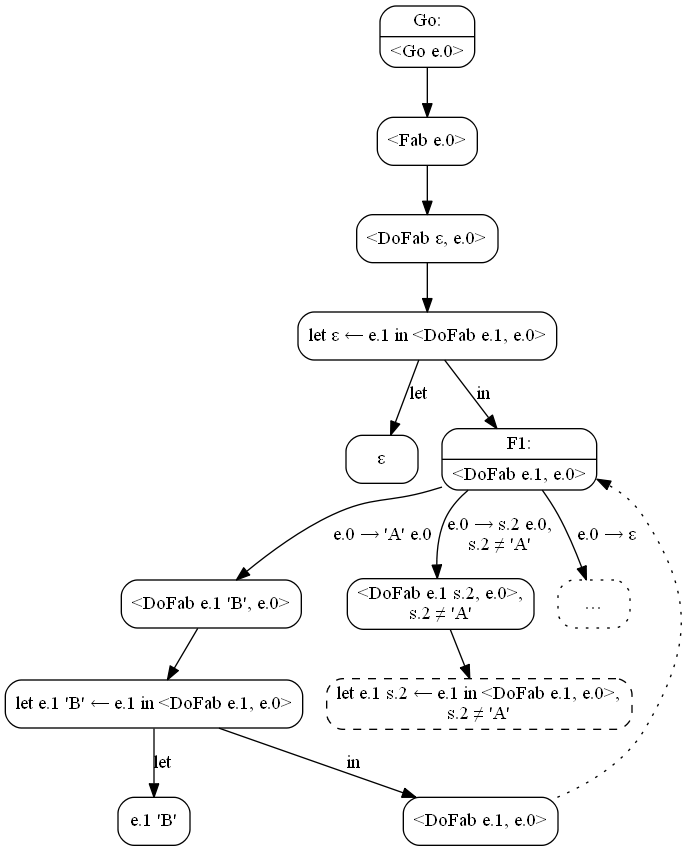 Go:
<Go e.0>
<Fab e.0>
<DoFab ε, e.0>
let ε ← e.1 in <DoFab e.1, e.0>
let
in
ε
F1:
<DoFab e.1, e.0>
e.0 → 'A' e.0
e.0 → s.2 e.0,
s.2 ≠ 'A'
e.0 → ε
<DoFab e.1 'B', e.0>
<DoFab e.1 s.2, e.0>,
s.2 ≠ 'A'
...
let e.1 'B' ← e.1 in <DoFab e.1, e.0>
let e.1 s.2 ← e.1 in <DoFab e.1, e.0>,
s.2 ≠ 'A'
let
in
e.1 'B'
<DoFab e.1, e.0>